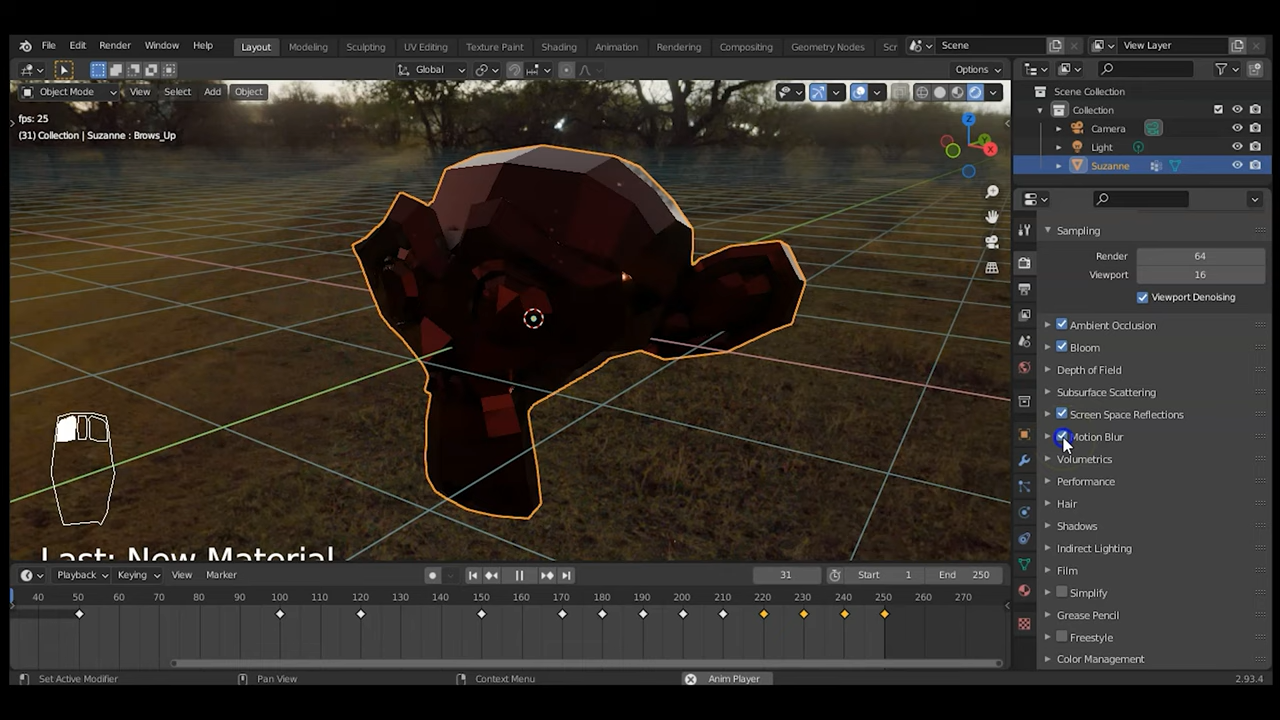 File Edit Render Window Help Layout Modeling Sculpting UV Editing Texture Paint Shading Animation Rendering Compositing Geometry Nodes Scr Scene View Layer
Global Options
Object Mode View Select Add Object
Scene Collection
Collection
Camera
Light
Suzanne
fps: 25
(31) Collection | Suzanne : Brows_Up
Z
Y
X
Sampling
Render 64
Viewport 16
Viewport Denoising
Ambient Occlusion
Bloom
Depth of Field
Subsurface Scattering
Screen Space Reflections
Motion Blur
Volumetrics
Performance
Hair
Shadows
Indirect Lighting
Film
Simplify
Grease Pencil
Freestyle
Color Management
Last: New Material
Playback Keying View Marker 31 Start 1 End 250
40 50 60 70 80 90 100 110 120 130 140 150 160 170 180 190 200 210 220 230 240 250 260 270
Set Active Modifier Pan View Context Menu Anim Player 2.93.4